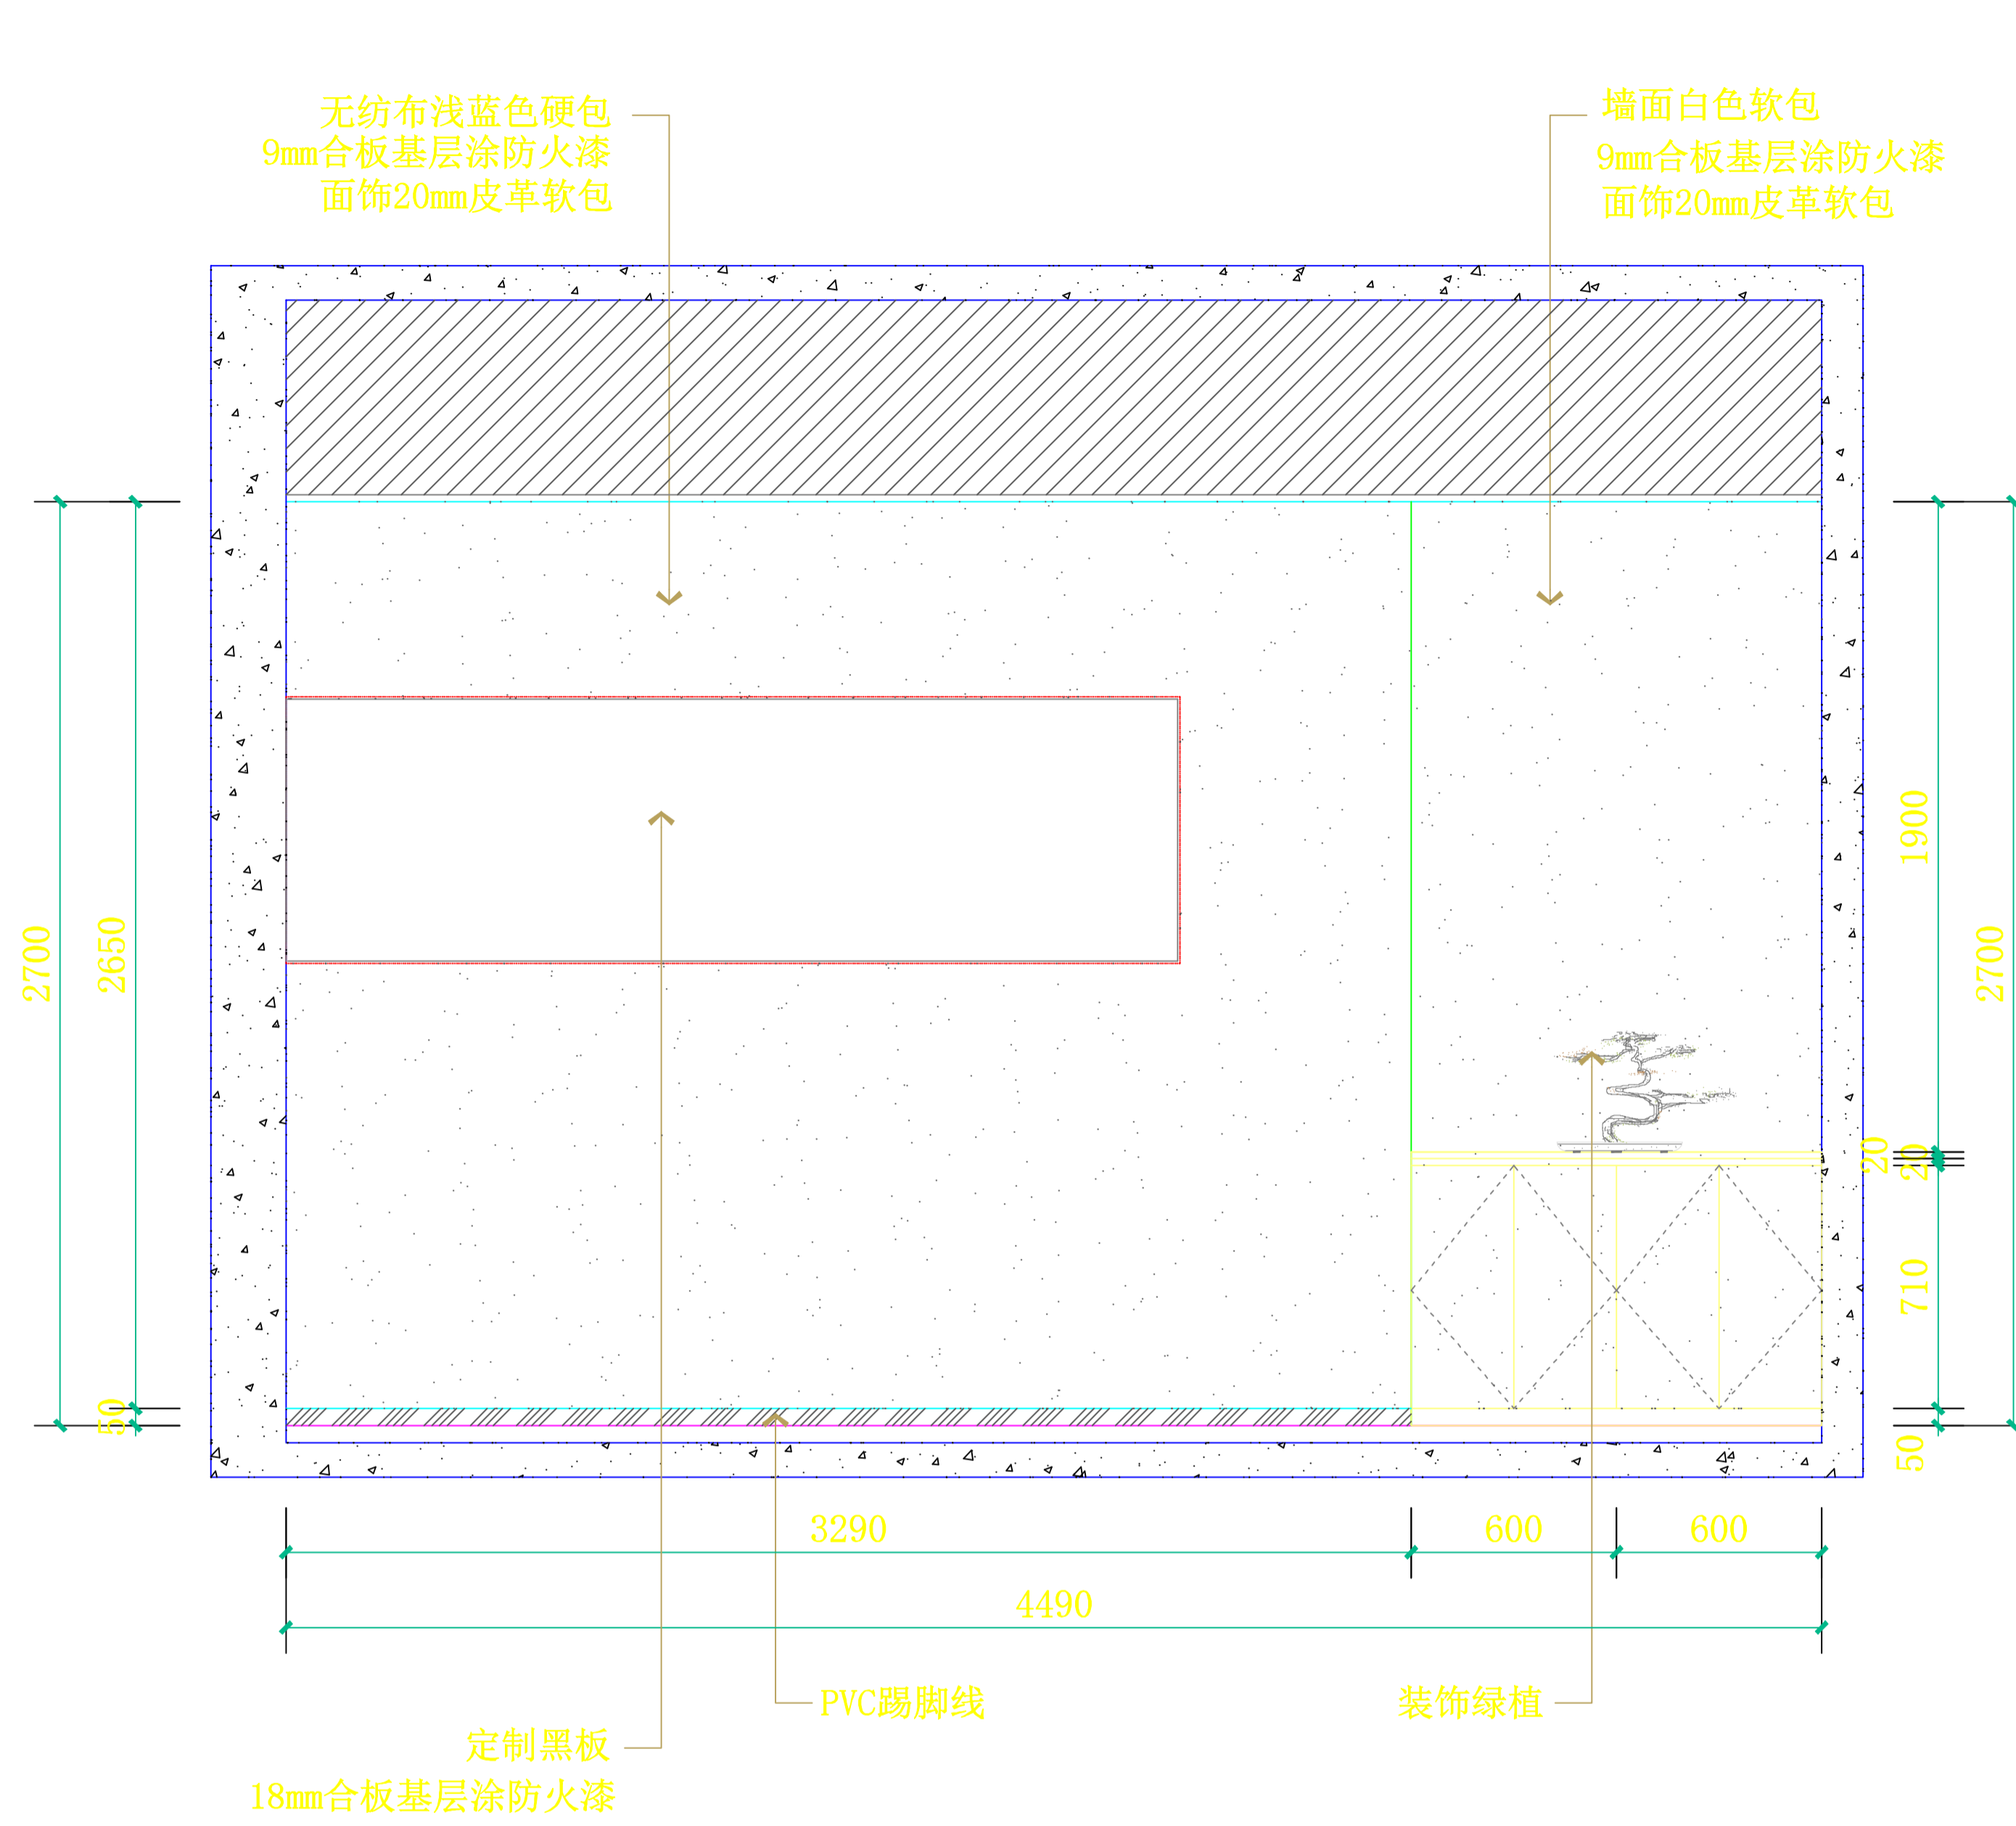 无纺布浅蓝色硬包
9mm合板基层涂防火漆
面饰20mm皮革软包
墙面白色软包
9mm合板基层涂防火漆
面饰20mm皮革软包
2700
2650
50
1900
2700
20
20
710
50
3290
600
600
4490
PVC踢脚线
装饰绿植
定制黑板
18mm合板基层涂防火漆